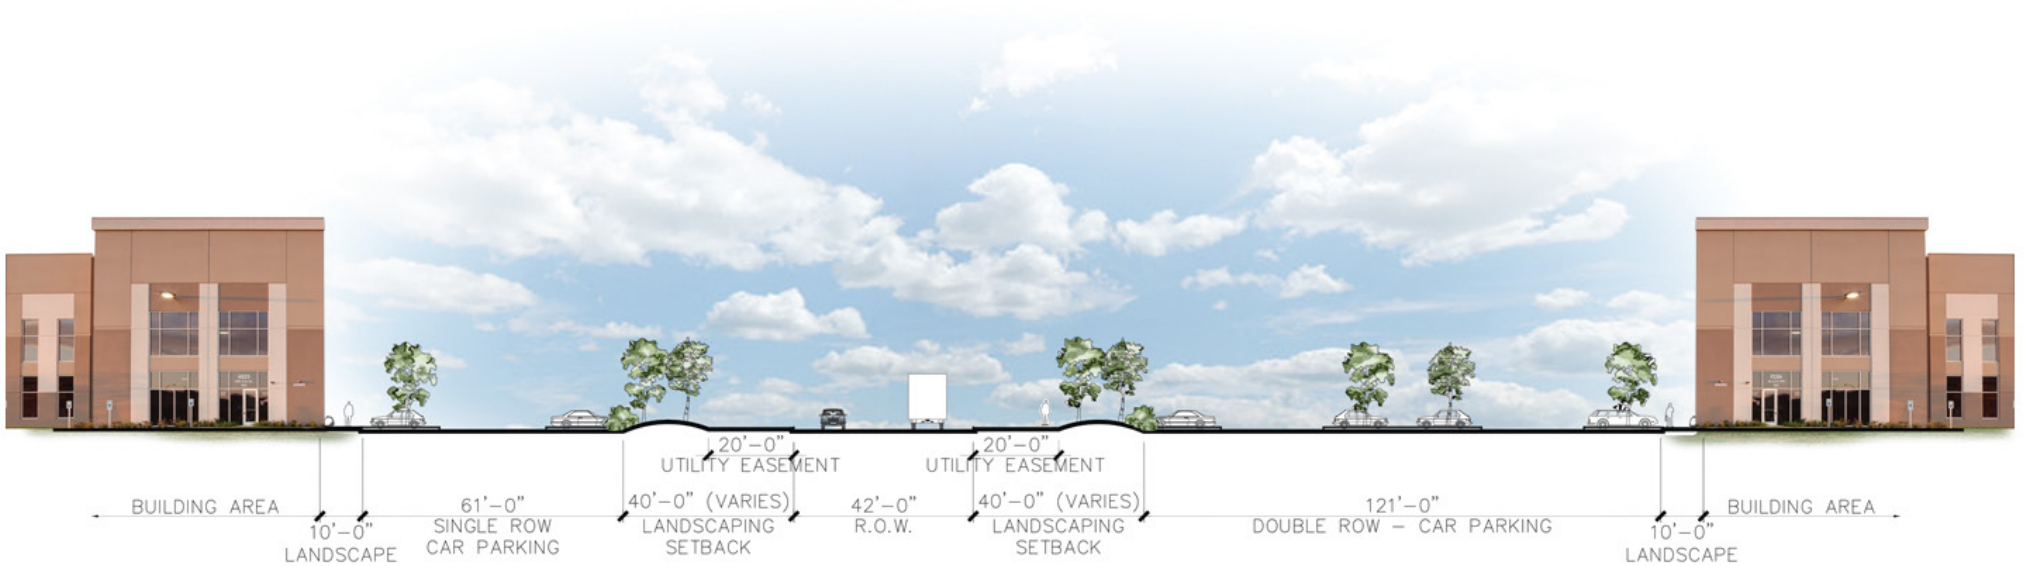 20'-0"
UTILITY EASEMENT
20'-0"
UTILITY EASEMENT
BUILDING AREA
10'-0"
LANDSCAPE
61'-0"
SINGLE ROW
CAR PARKING
40'-0" (VARIES)
LANDSCAPING
SETBACK
42'-0"
R.O.W.
40'-0" (VARIES)
LANDSCAPING
SETBACK
121'-0"
DOUBLE ROW – CAR PARKING
10'-0"
LANDSCAPE
BUILDING AREA